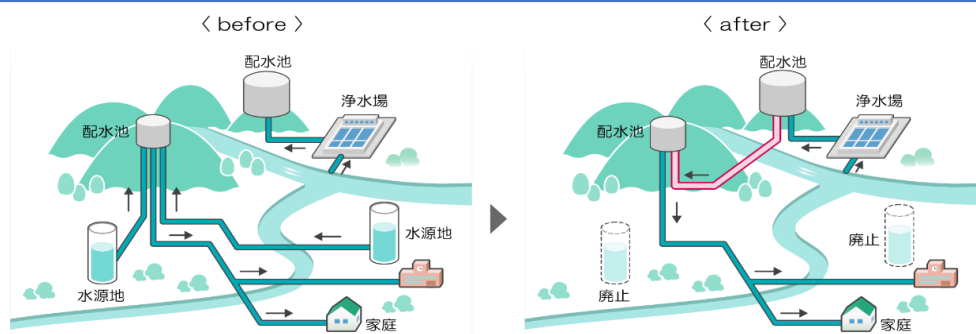 〈 before 〉
配水池
浄水場
配水池
水源地
水源地
家庭
〈 after 〉
配水池
浄水場
配水池
廃止
廃止
家庭